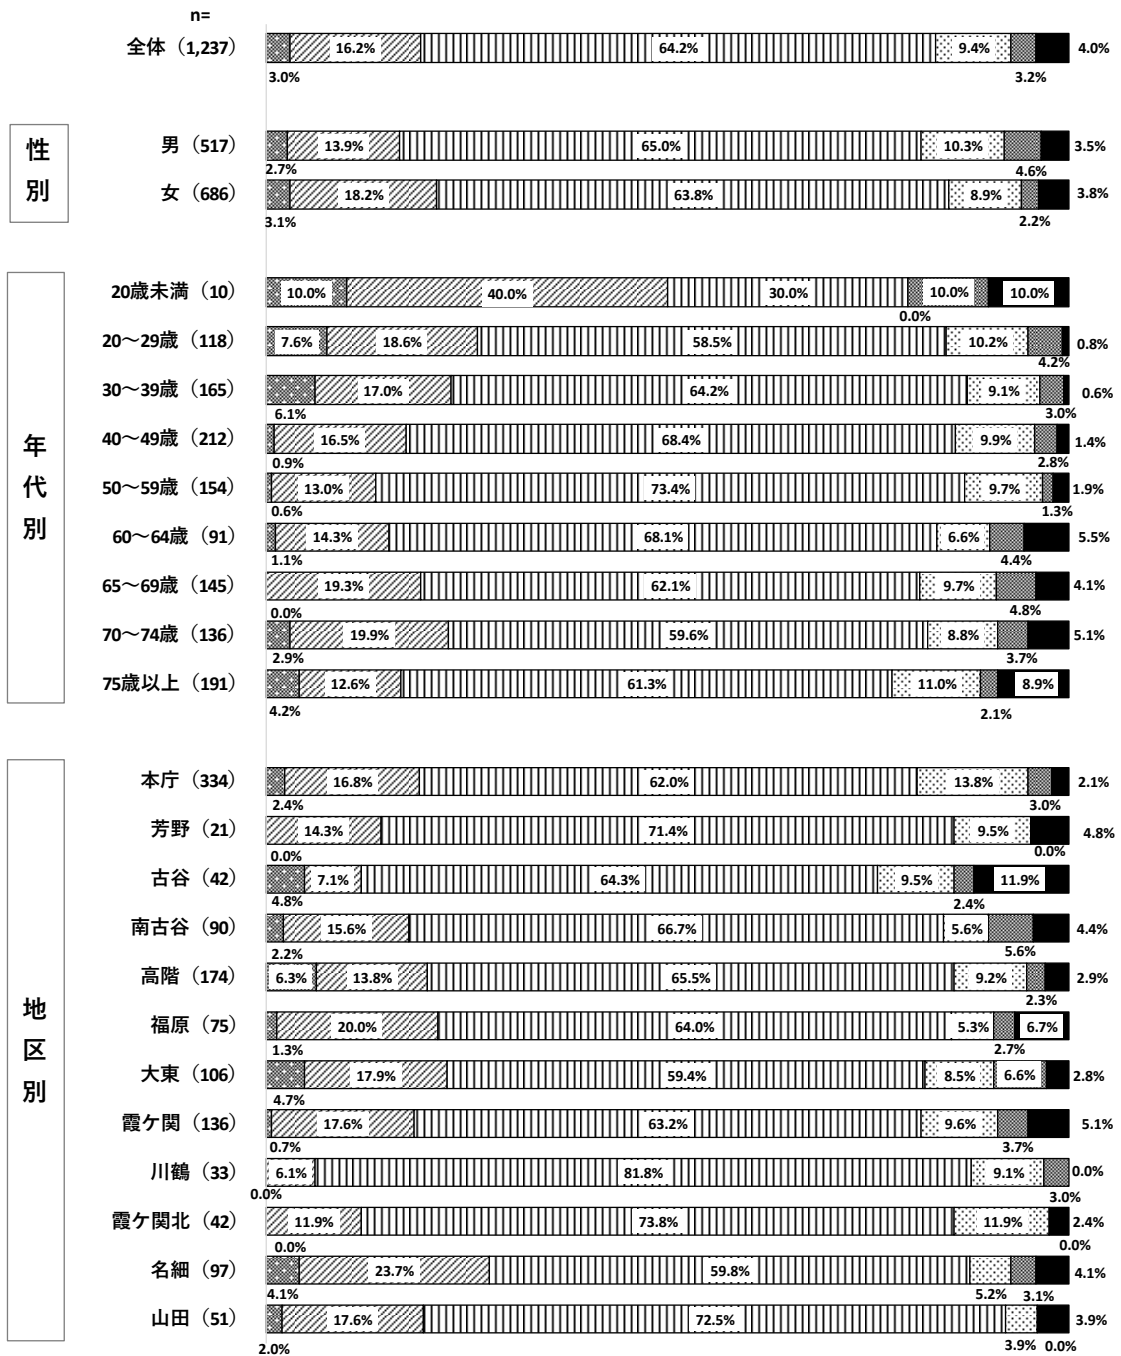 n=
全体（1,237） 16.2% 64.2% 9.4% 4.0%
3.0% 3.2%
性別
男（517） 13.9% 65.0% 10.3% 3.5%
2.7% 4.6%
女（686） 18.2% 63.8% 8.9% 3.8%
3.1% 2.2%
年代別
20歳未満（10） 10.0% 40.0% 30.0% 10.0% 10.0%
0.0%
20～29歳（118） 7.6% 18.6% 58.5% 10.2% 0.8%
4.2%
30～39歳（165） 17.0% 64.2% 9.1% 0.6%
6.1% 3.0%
40～49歳（212） 16.5% 68.4% 9.9% 1.4%
0.9% 2.8%
50～59歳（154） 13.0% 73.4% 9.7% 1.9%
0.6% 1.3%
60～64歳（91） 14.3% 68.1% 6.6% 5.5%
1.1% 4.4%
65～69歳（145） 19.3% 62.1% 9.7% 4.1%
0.0% 4.8%
70～74歳（136） 19.9% 59.6% 8.8% 5.1%
2.9% 3.7%
75歳以上（191） 12.6% 61.3% 11.0% 8.9%
4.2% 2.1%
地区別
本庁（334） 16.8% 62.0% 13.8% 2.1%
2.4% 3.0%
芳野（21） 14.3% 71.4% 9.5% 4.8%
0.0% 0.0%
古谷（42） 7.1% 64.3% 9.5% 11.9%
4.8% 2.4%
南古谷（90） 15.6% 66.7% 5.6% 4.4%
2.2% 5.6%
高階（174） 6.3% 13.8% 65.5% 9.2% 2.9%
2.3%
福原（75） 20.0% 64.0% 5.3% 6.7%
1.3% 2.7%
大東（106） 17.9% 59.4% 8.5% 6.6% 2.8%
4.7%
霞ケ関（136） 17.6% 63.2% 9.6% 5.1%
0.7% 3.7%
川鶴（33） 6.1% 81.8% 9.1% 0.0%
0.0% 3.0%
霞ケ関北（42） 11.9% 73.8% 11.9% 2.4%
0.0% 0.0%
名細（97） 23.7% 59.8% 4.1%
4.1% 5.2% 3.1%
山田（51） 17.6% 72.5% 3.9%
2.0% 3.9% 0.0%